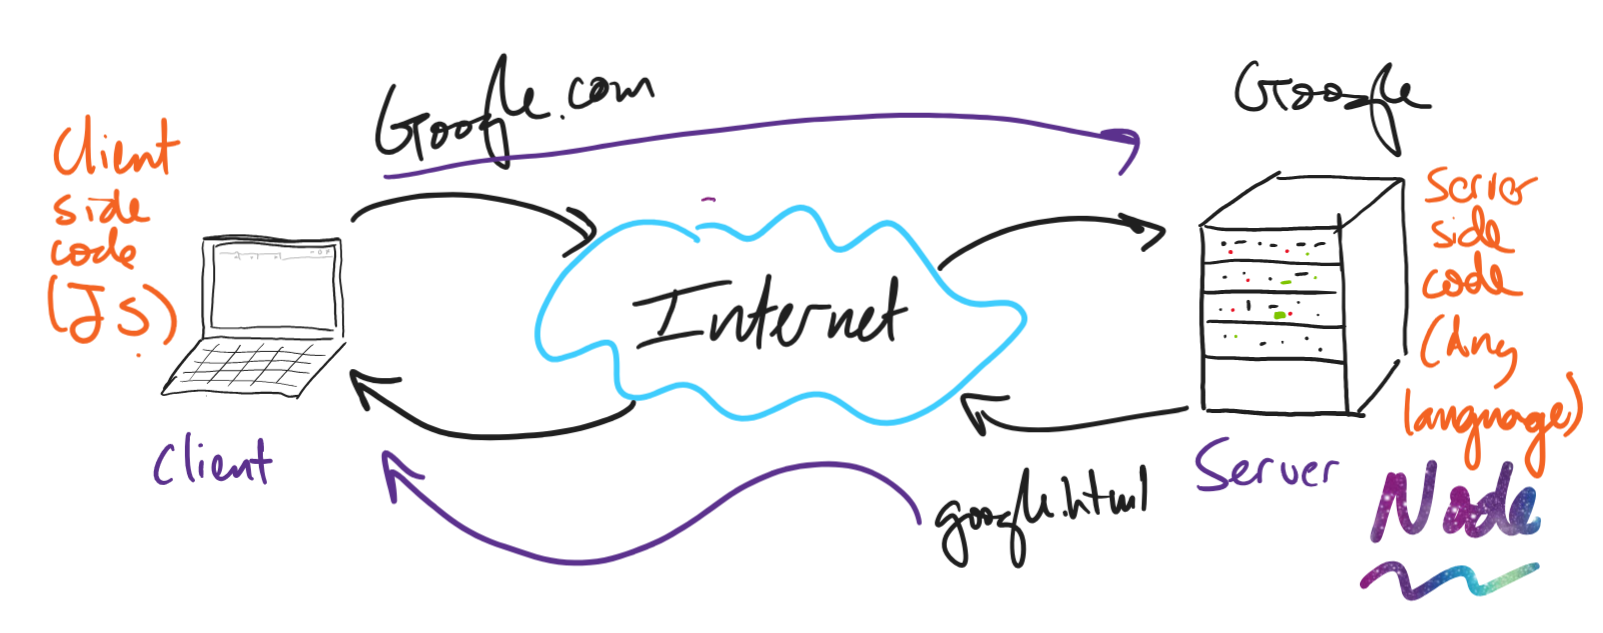 Google.com
Google
Client
side
code
(JS)
Internet
Server
side
code
(Any
language)
Client
Server
google.html
Node